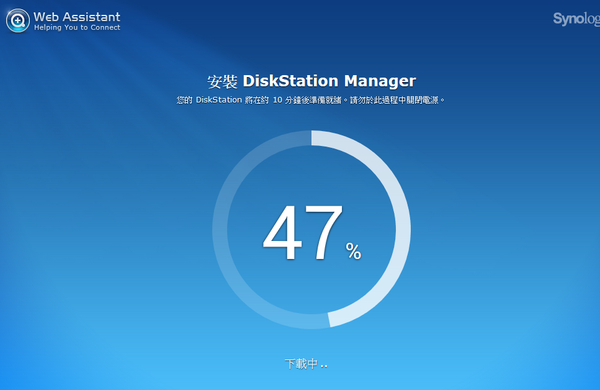 Web Assistant
Helping You to Connect
Synolog
安裝 DiskStation Manager
您的 DiskStation 將在約 10 分鐘後準備就緒。請勿於此過程中關閉電源。
47%
下載中 ..